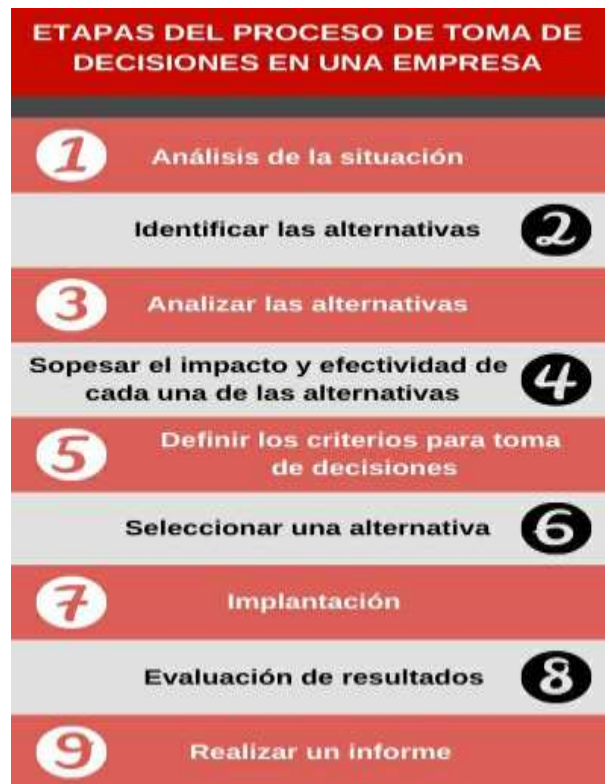 ETAPAS DEL PROCESO DE TOMA DE
DECISIONES EN UNA EMPRESA
1 Análisis de la situación
Identificar las alternativas 2
3 Analizar las alternativas
Sopesar el impacto y efectividad de
cada una de las alternativas 4
5 Definir los criterios para toma
de decisiones
Seleccionar una alternativa 6
7 Implantación
Evaluación de resultados 8
9 Realizar un informe